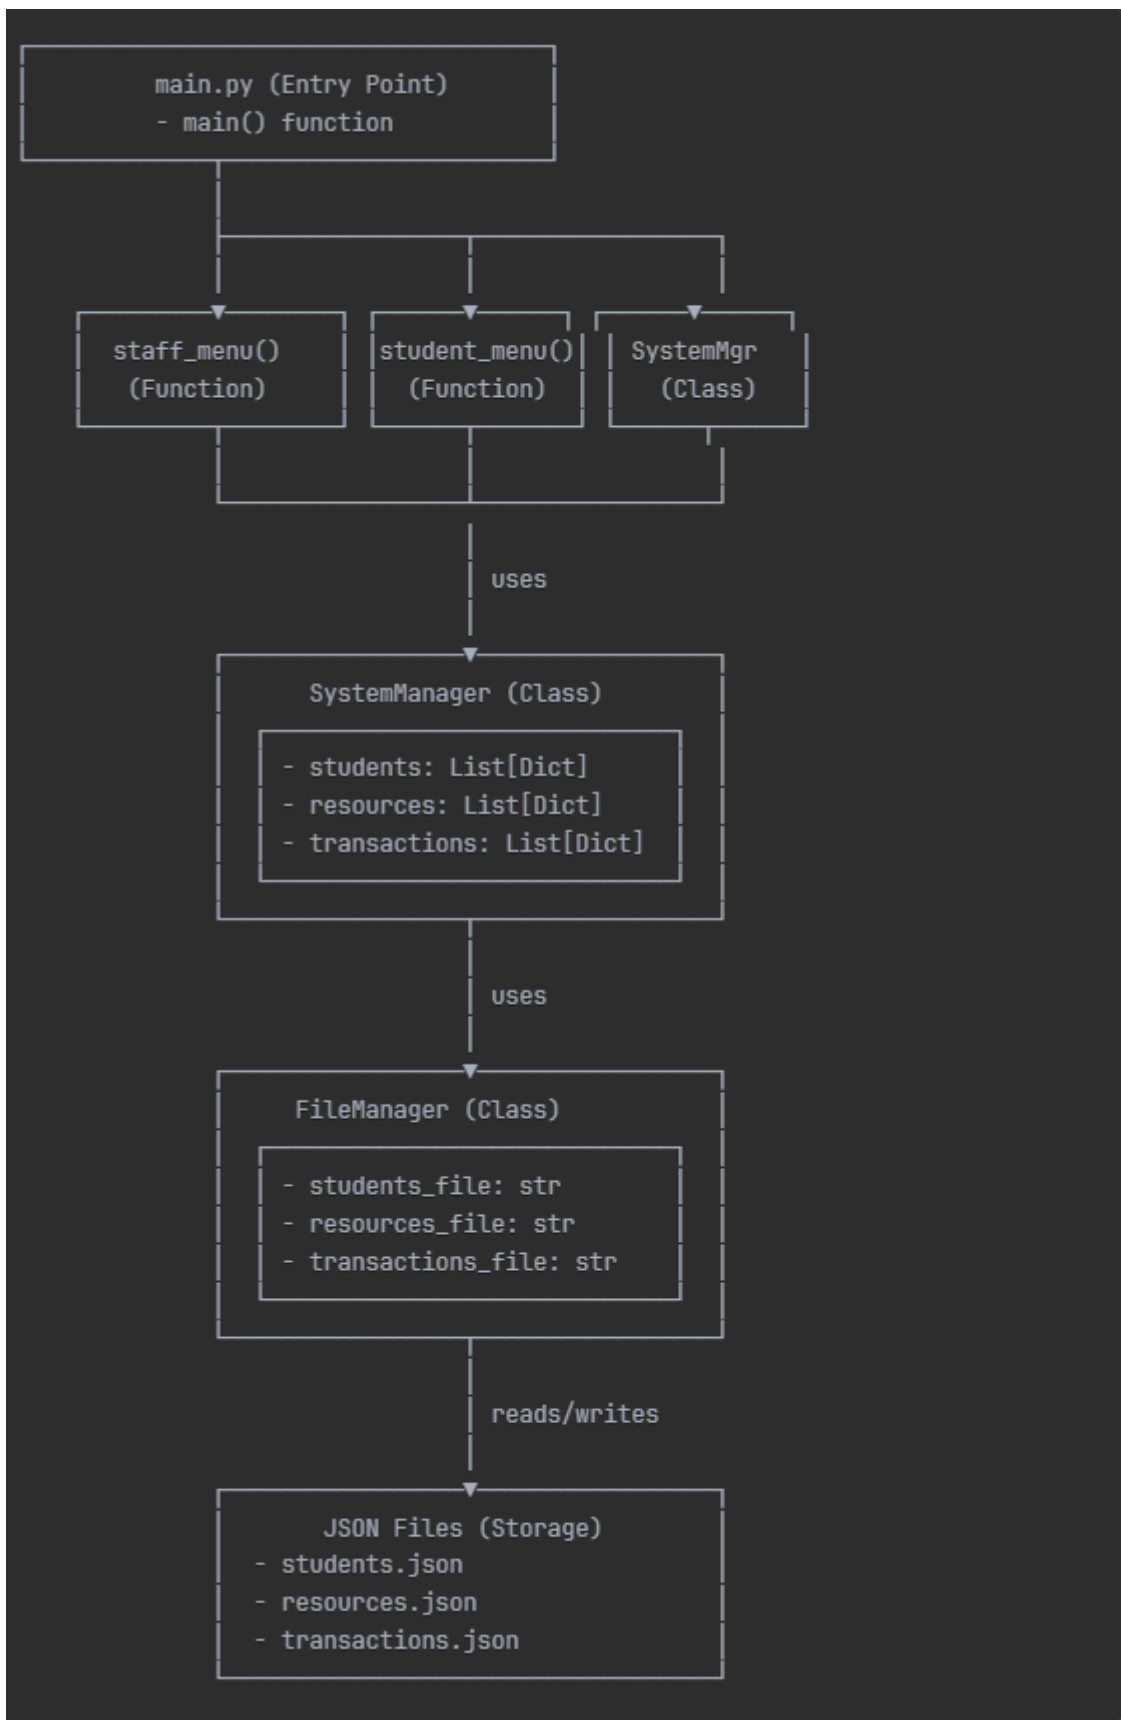 main.py (Entry Point)
- main() function
staff_menu() student_menu() SystemMgr
(Function) (Function) (Class)
uses
SystemManager (Class)
- students: List[Dict]
- resources: List[Dict]
- transactions: List[Dict]
uses
FileManager (Class)
- students_file: str
- resources_file: str
- transactions_file: str
reads/writes
JSON Files (Storage)
- students.json
- resources.json
- transactions.json